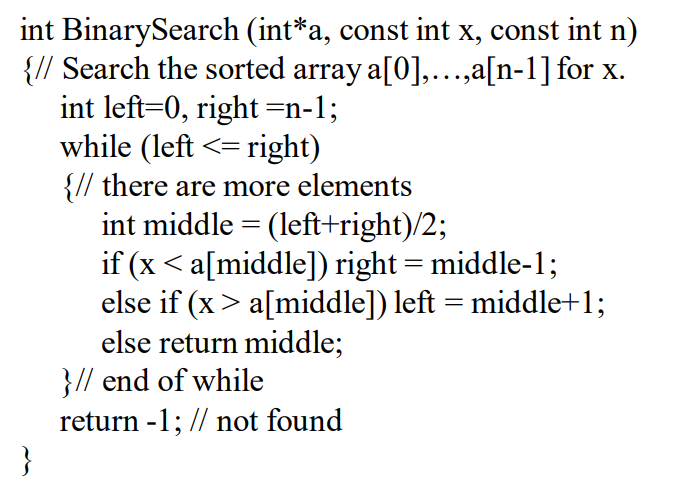 int BinarySearch (int*a, const int x, const int n)
{// Search the sorted array a[0],…,a[n-1] for x.
int left=0, right =n-1;
while (left <= right)
{// there are more elements
int middle = (left+right)/2;
if (x < a[middle]) right = middle-1;
else if (x > a[middle]) left = middle+1;
else return middle;
}// end of while
return -1; // not found
}